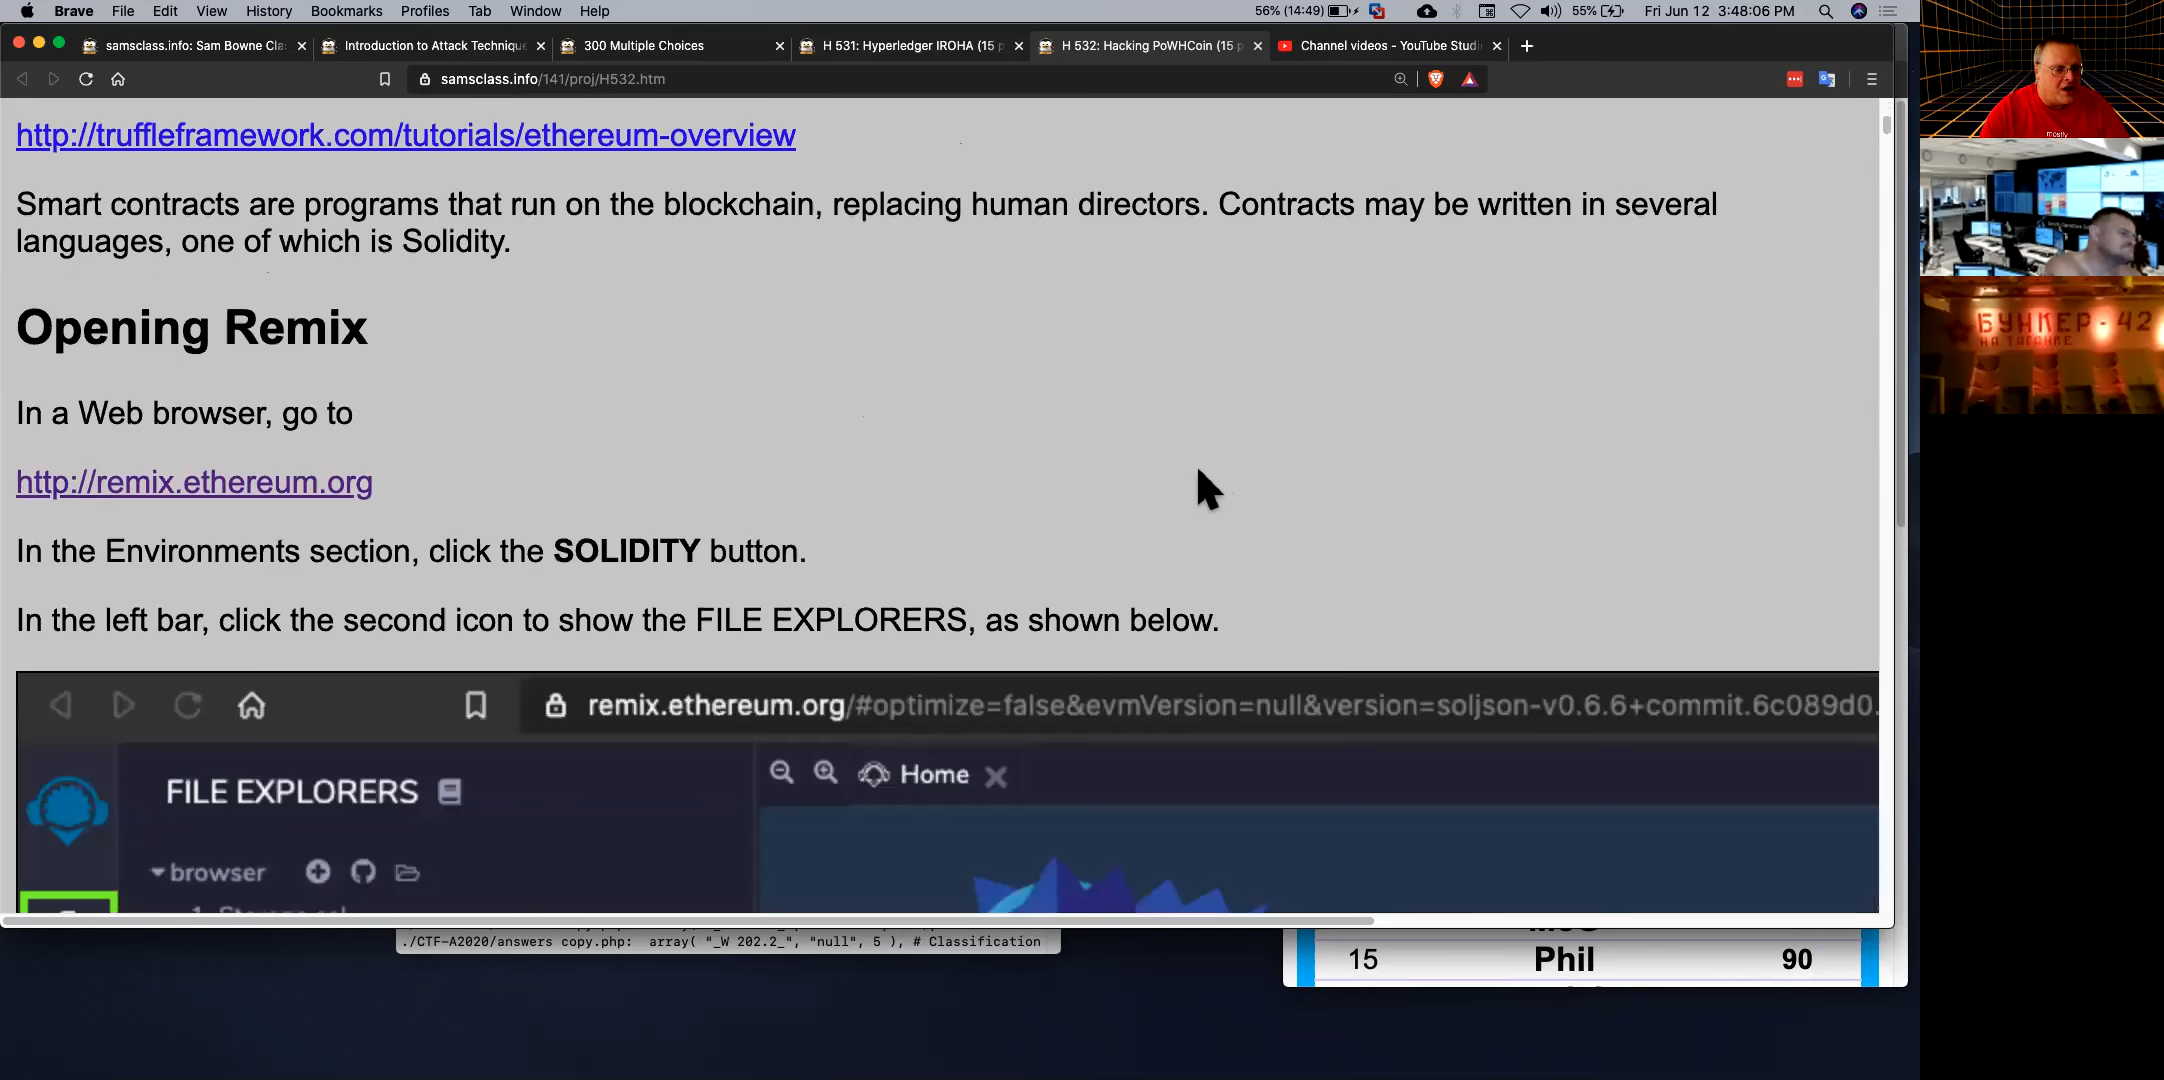 Brave File Edit View History Bookmarks Profiles Tab Window Help 56% (14:49) 55% Fri Jun 12 3:48:06 PM
samsclass.info: Sam Bowne Cla Introduction to Attack Technique 300 Multiple Choices H 531: Hyperledger IROHA (15 p H 532: Hacking PoWHCoin (15 p Channel videos - YouTube Studi
samsclass.info/141/proj/H532.htm
http://truffleframework.com/tutorials/ethereum-overview
Smart contracts are programs that run on the blockchain, replacing human directors. Contracts may be written in several
languages, one of which is Solidity.
Opening Remix
In a Web browser, go to
http://remix.ethereum.org
In the Environments section, click the SOLIDITY button.
In the left bar, click the second icon to show the FILE EXPLORERS, as shown below.
remix.ethereum.org/#optimize=false&evmVersion=null&version=soljson-v0.6.6+commit.6c089d0.
FILE EXPLORERS
Home
browser
./CTF-A2020/answers copy.php: array( "_W 202.2_", "null", 5 ), # Classification
15 Phil 90
mostly
БУНКЕР-42
НА ТАГАНКЕ